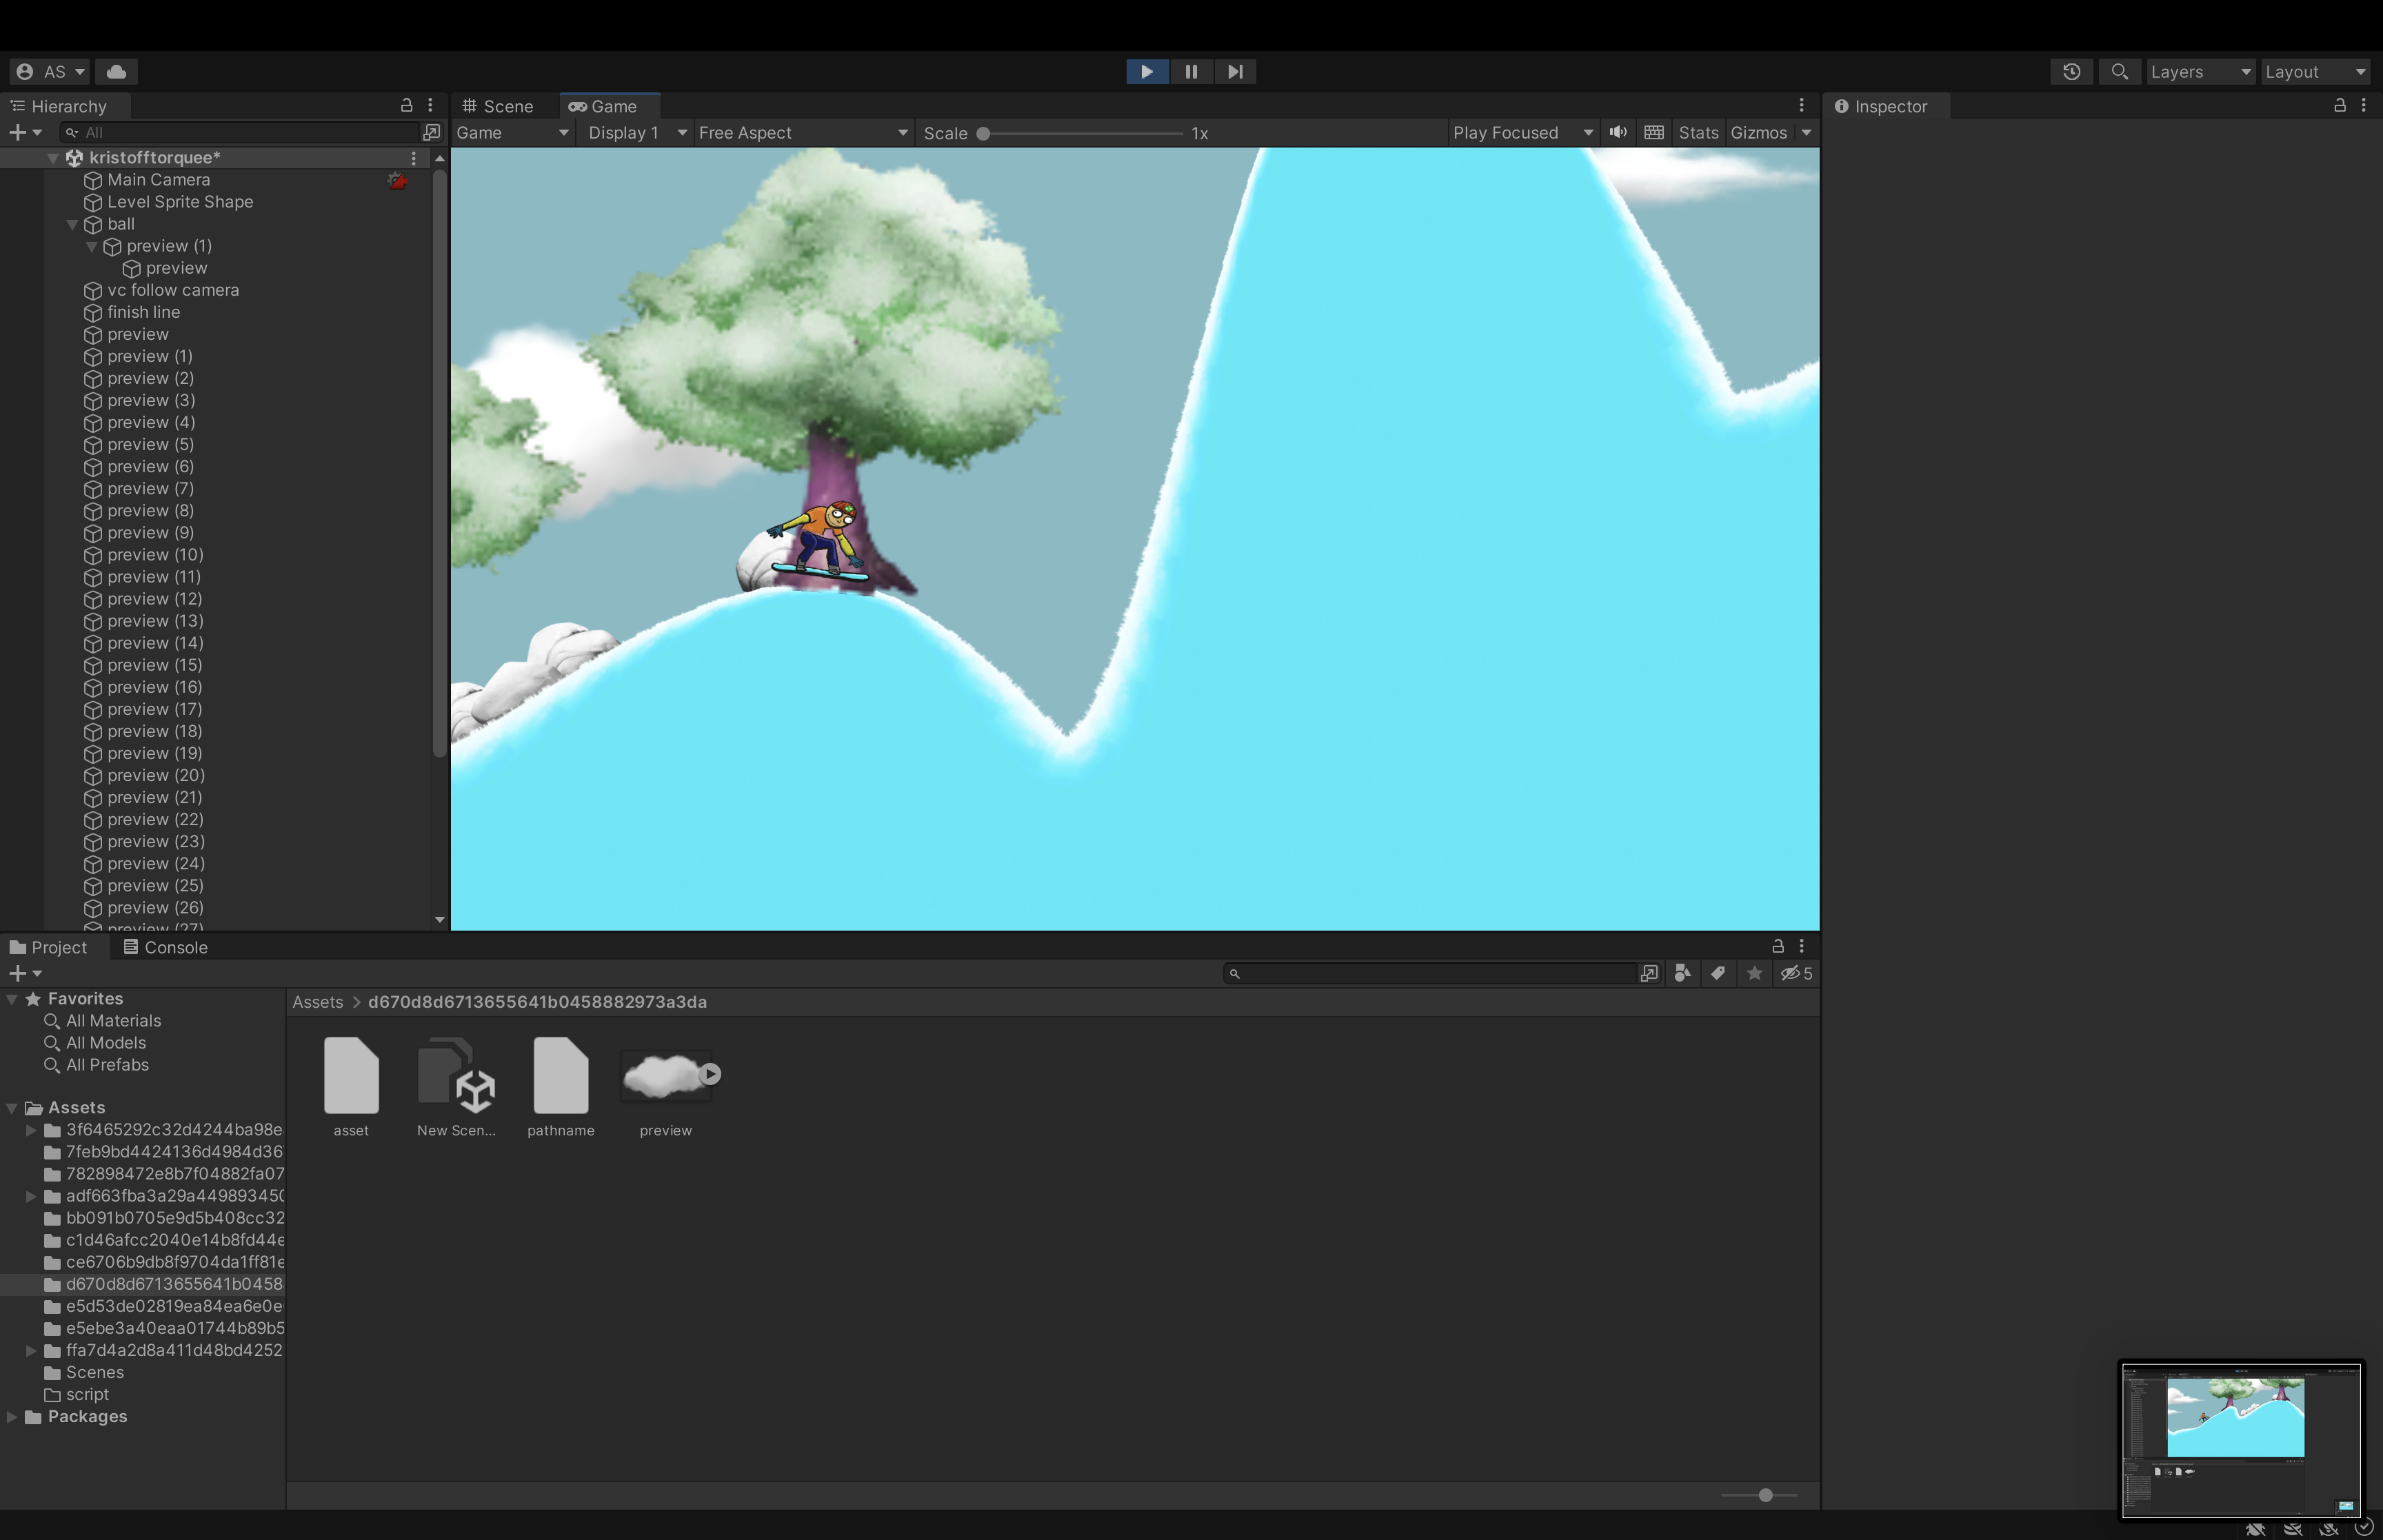 AS
Layers
Layout
Hierarchy
Scene
Game
Inspector
All
Game
Display 1
Free Aspect
Scale
1x
Play Focused
Stats
Gizmos
kristofftorquee*
Main Camera
Level Sprite Shape
ball
preview (1)
preview
vc follow camera
finish line
preview
preview (1)
preview (2)
preview (3)
preview (4)
preview (5)
preview (6)
preview (7)
preview (8)
preview (9)
preview (10)
preview (11)
preview (12)
preview (13)
preview (14)
preview (15)
preview (16)
preview (17)
preview (18)
preview (19)
preview (20)
preview (21)
preview (22)
preview (23)
preview (24)
preview (25)
preview (26)
preview (27)
Project
Console
5
Favorites
All Materials
All Models
All Prefabs
Assets
3f6465292c32d4244ba98e
7feb9bd4424136d4984d36
782898472e8b7f04882fa07
adf663fba3a29a449893450
bb091b0705e9d5b408cc32
c1d46afcc2040e14b8fd44e
ce6706b9db8f9704da1ff81e
d670d8d6713655641b0458
e5d53de02819ea84ea6e0e
e5ebe3a40eaa01744b89b5
ffa7d4a2d8a411d48bd4252
Scenes
script
Packages
Assets > d670d8d6713655641b0458882973a3da
asset
New Scen...
pathname
preview